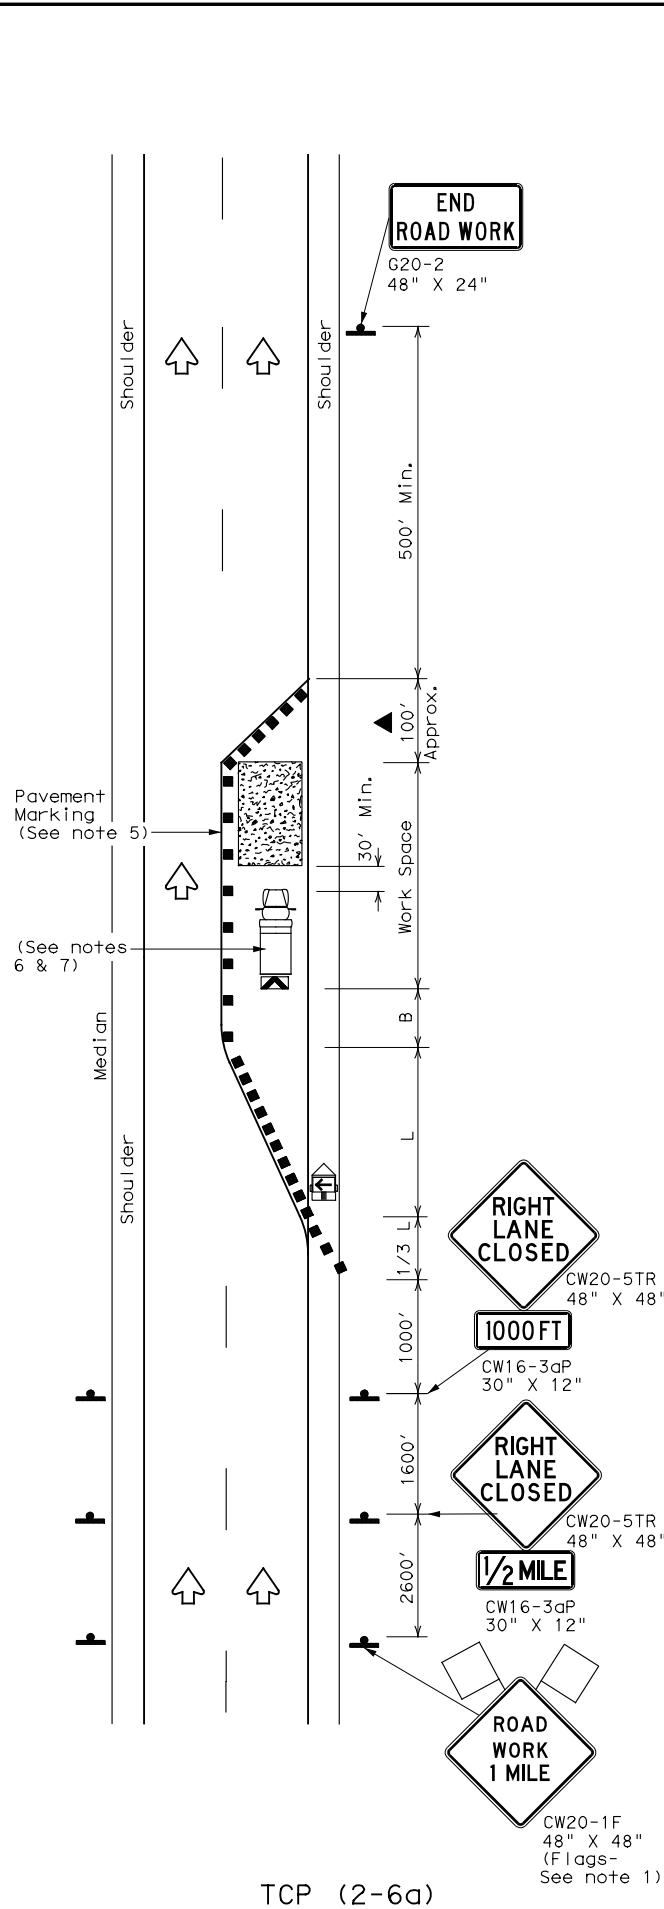 END
ROAD WORK
G20-2
48" X 24"
Shoulder
Shoulder
500' Min.
100'
Approx.
30' Min.
Work Space
Pavement
Marking
(See note 5)
(See notes
6 & 7)
B
Median
Shoulder
L
1/3 L
RIGHT
LANE
CLOSED
CW20-5TR
48" X 48"
1000 FT
CW16-3aP
30" X 12"
1000'
1600'
RIGHT
LANE
CLOSED
CW20-5TR
48" X 48"
1/2 MILE
CW16-3aP
30" X 12"
2600'
ROAD
WORK
1 MILE
CW20-1F
48" X 48"
(Flags-
See note 1)
TCP (2-6a)